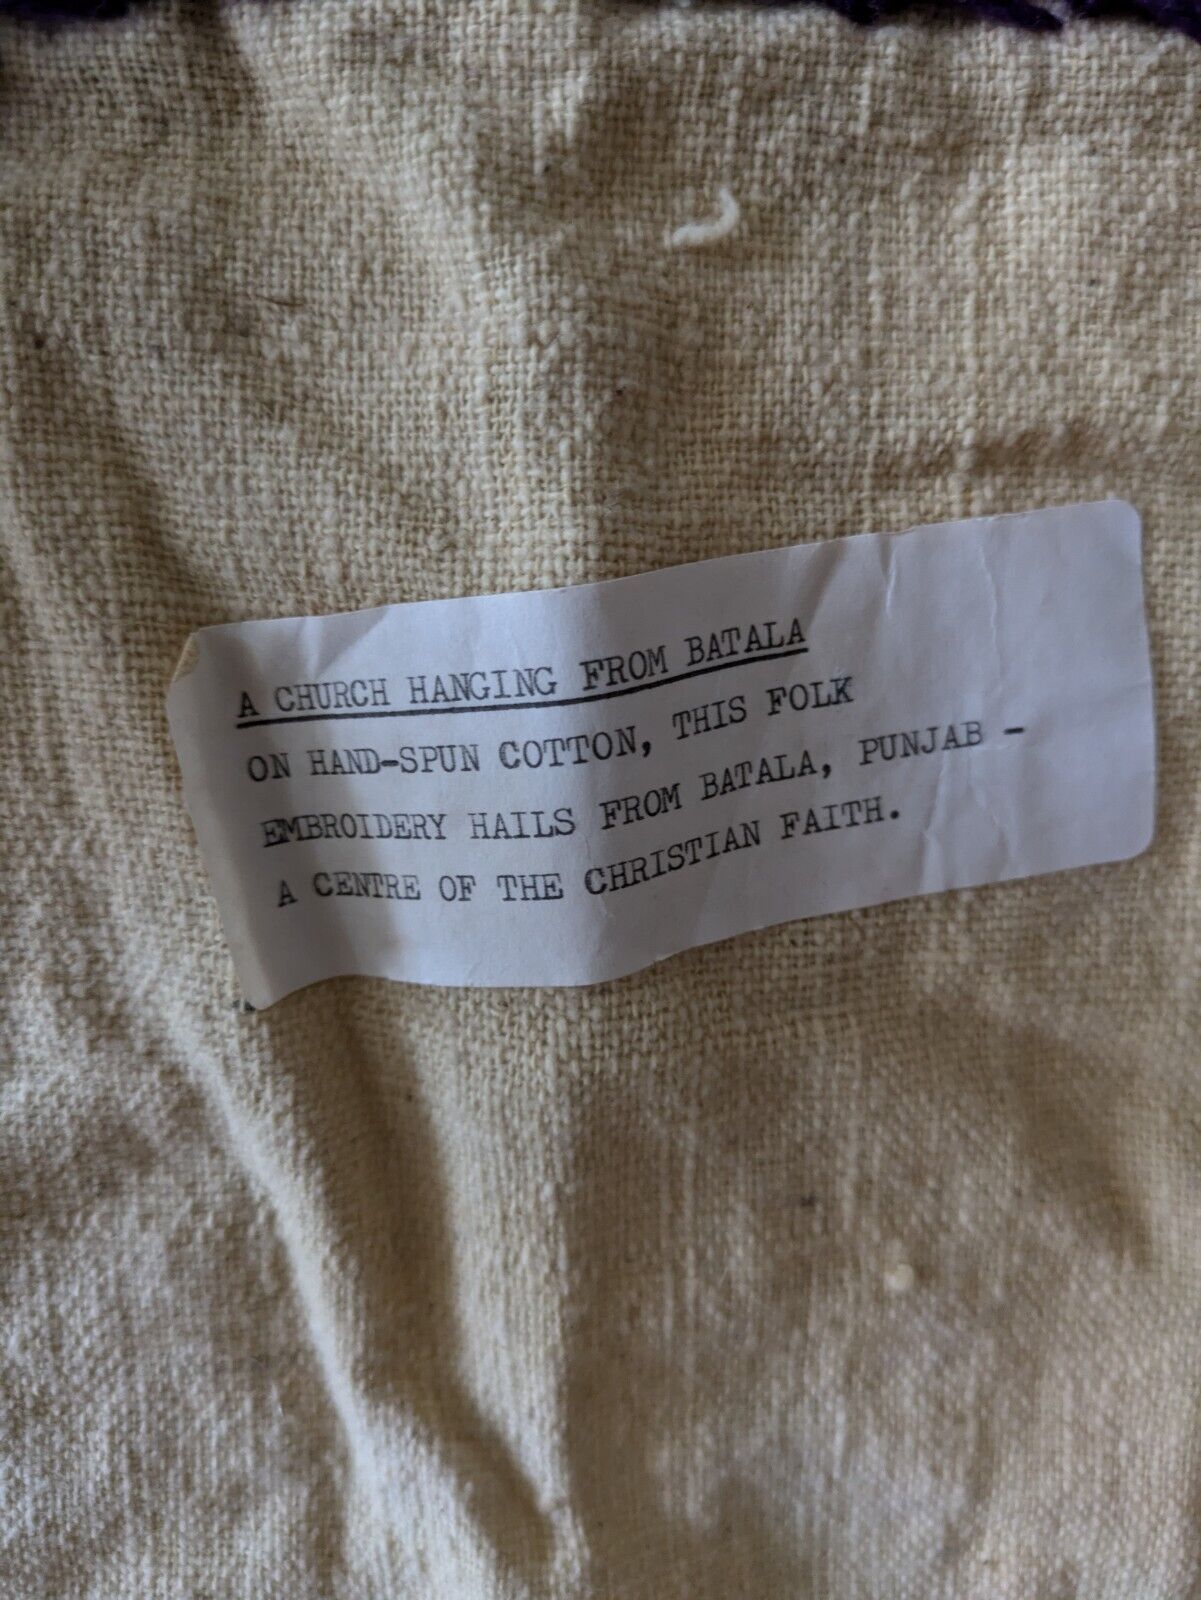 A CHURCH HANGING FROM BATALA
ON HAND-SPUN COTTON, THIS FOLK
EMBROIDERY HAILS FROM BATALA, PUNJAB -
A CENTRE OF THE CHRISTIAN FAITH.